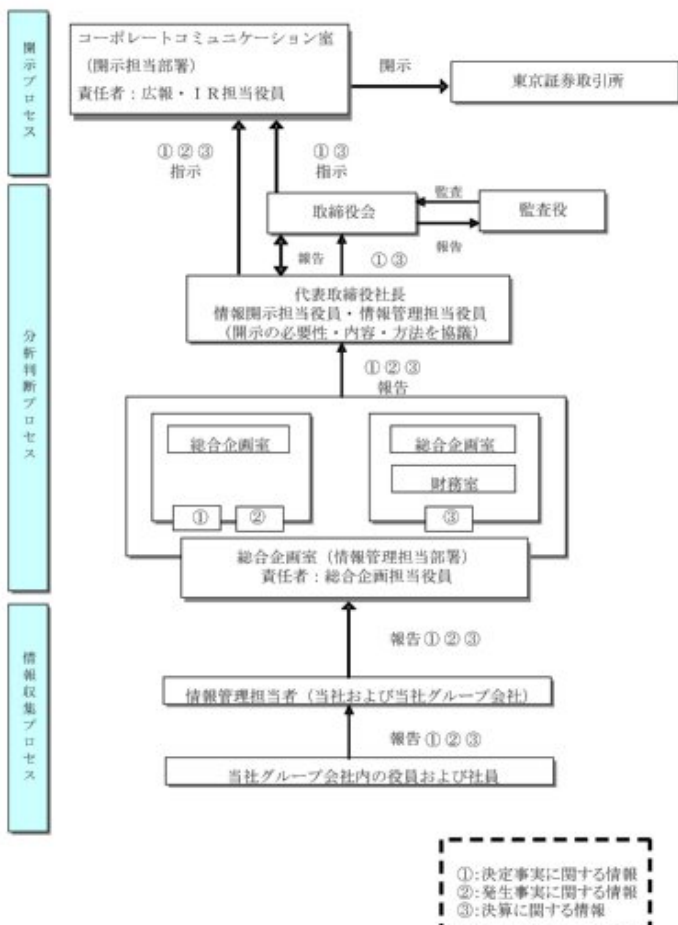 開示プロセス
コーポレートコミュニケーション室
(開示担当部署)
責任者:広報・IR担当役員
開示
東京証券取引所
①②③
指示
①③
指示
分析判断プロセス
取締役会
監査
報告
監査役
報告
①③
代表取締役社長
情報開示担当役員・情報管理担当役員
(開示の必要性・内容・方法を協議)
①②③
報告
総合企画室
①
②
総合企画室
財務室
③
総合企画室(情報管理担当部署)
責任者:総合企画担当役員
情報収集プロセス
報告①②③
情報管理担当者(当社および当社グループ会社)
報告①②③
当社グループ会社内の役員および社員
①:決定事実に関する情報
②:発生事実に関する情報
③:決算に関する情報